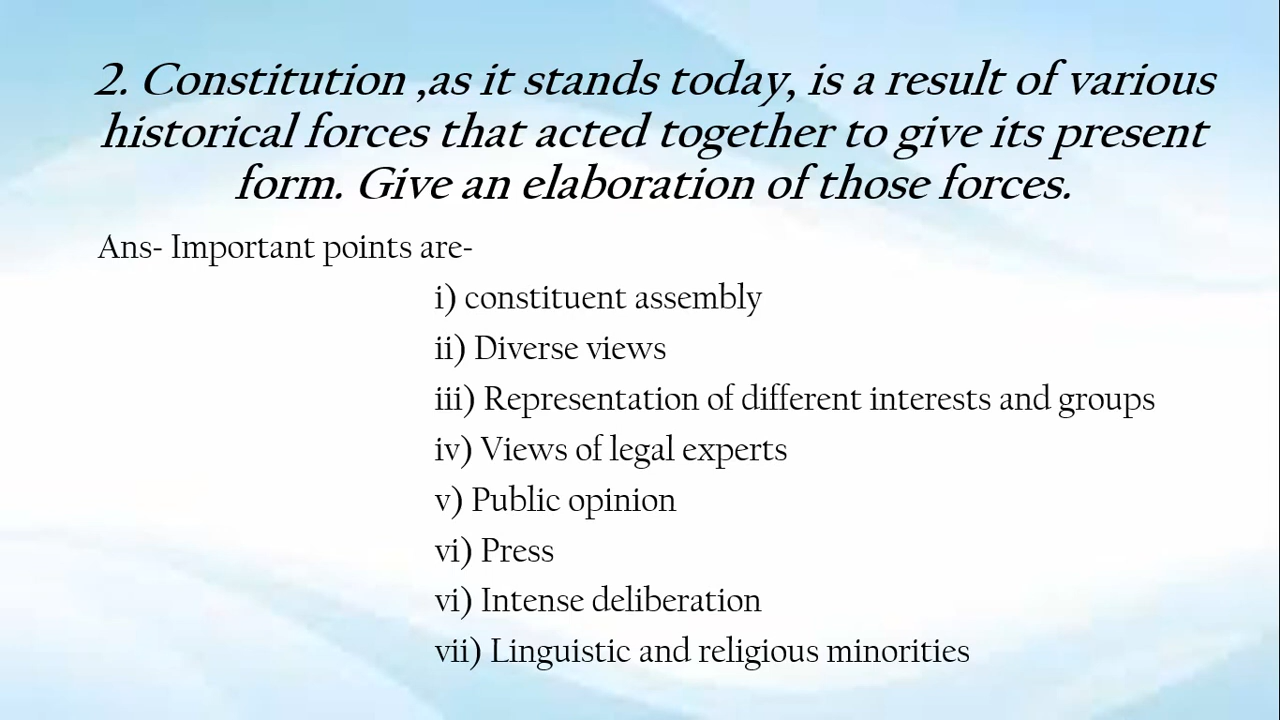 2. Constitution ,as it stands today, is a result of various
historical forces that acted together to give its present
form. Give an elaboration of those forces.
Ans- Important points are-
i) constituent assembly
ii) Diverse views
iii) Representation of different interests and groups
iv) Views of legal experts
v) Public opinion
vi) Press
vi) Intense deliberation
vii) Linguistic and religious minorities